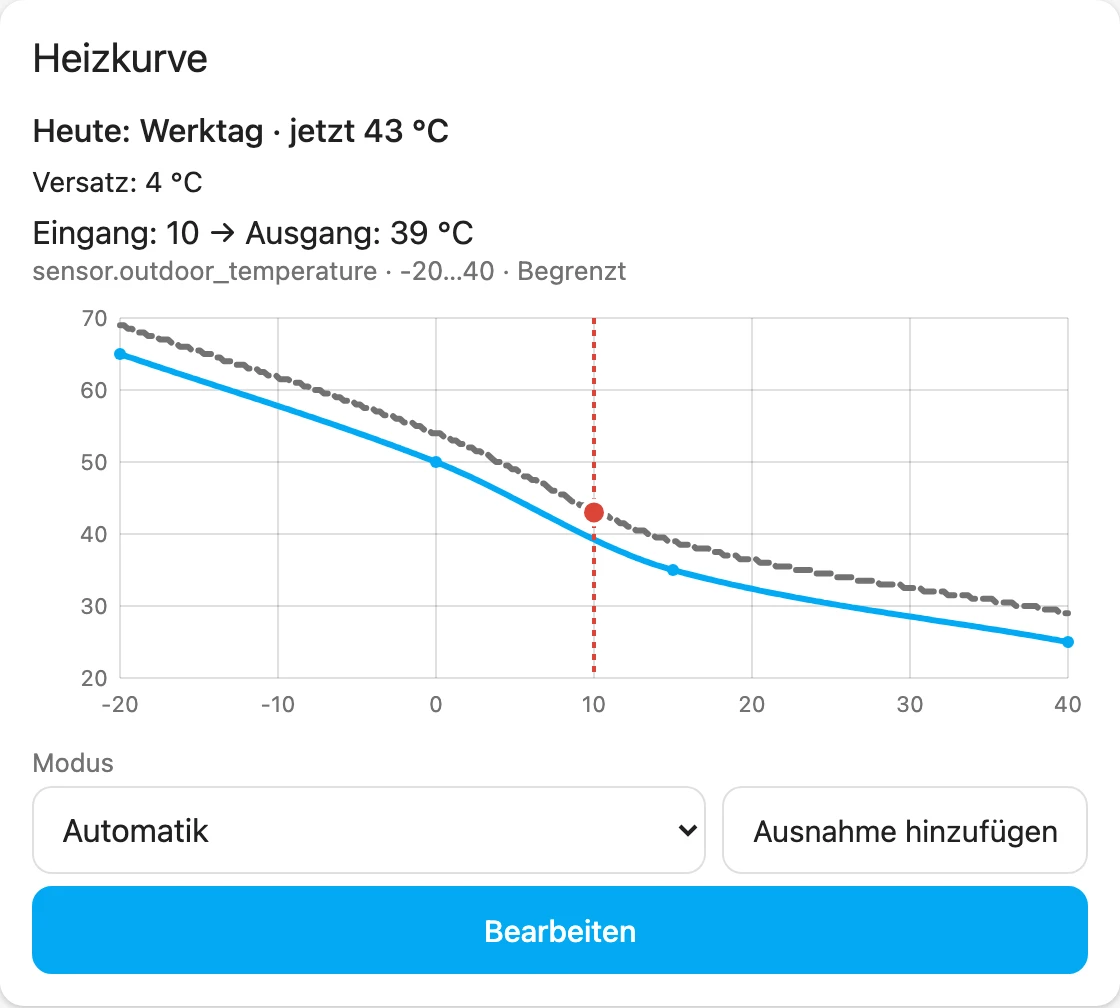 Heizkurve
Heute: Werktag · jetzt 43 °C
Versatz: 4 °C
Eingang: 10 → Ausgang: 39 °C
sensor.outdoor_temperature · -20…40 · Begrenzt
70
60
50
40
30
20
-20 -10 0 10 20 30 40
Modus
Automatik
Ausnahme hinzufügen
Bearbeiten